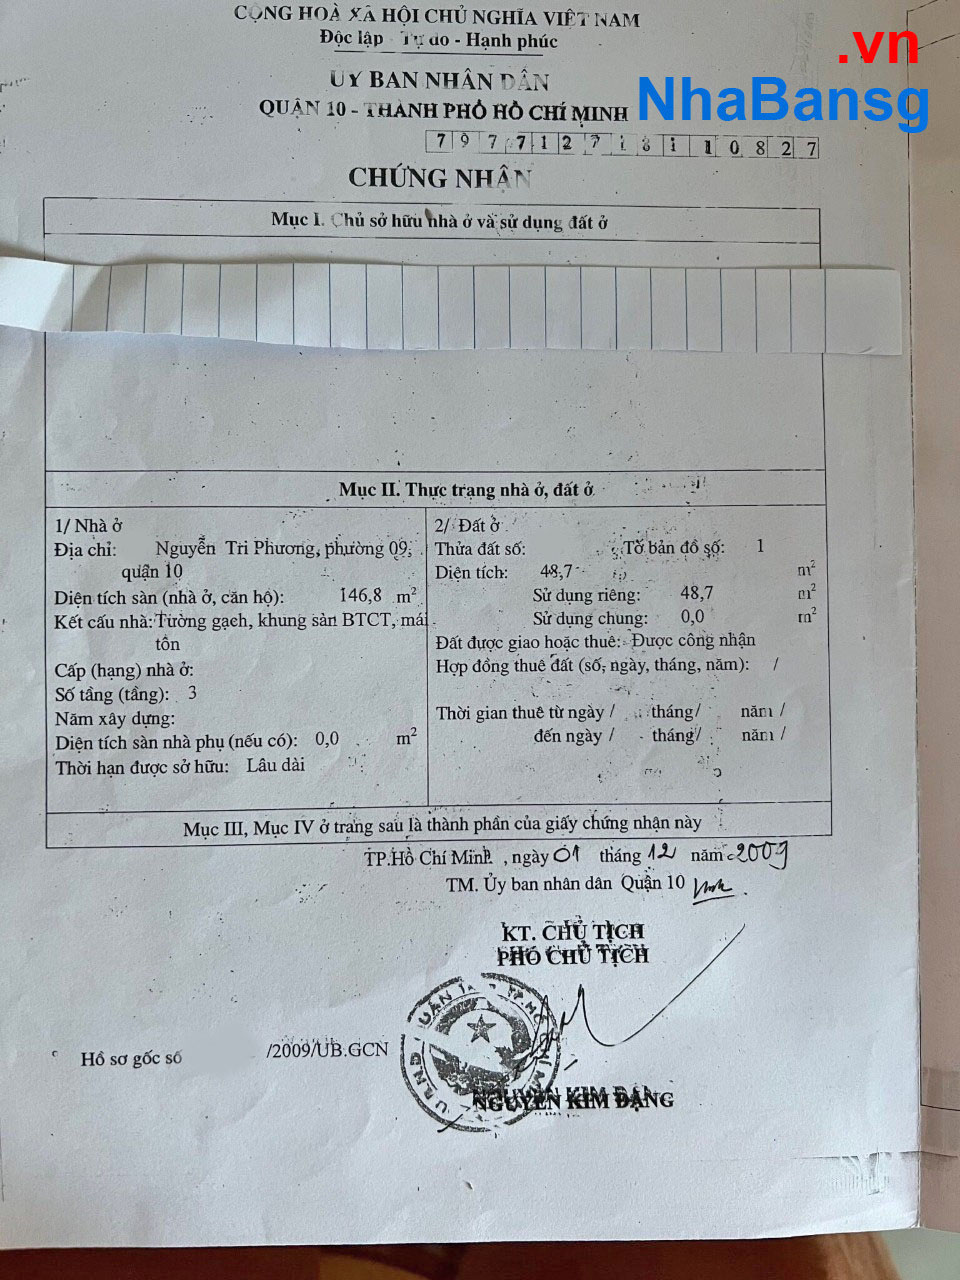 CỘNG HOÀ XÃ HỘI CHỦ NGHĨA VIỆT NAM
Độc lập - Tự do - Hạnh phúc
.vn
NhaBansg
ỦY BAN NHÂN DÂN
QUẬN 10 - THÀNH PHỐ HỒ CHÍ MINH
CHỨNG NHẬN
Mục I. Chủ sở hữu nhà ở và sử dụng đất ở
Mục II. Thực trạng nhà ở, đất ở
1/ Nhà ở
Địa chỉ: Nguyễn Tri Phương, phường 09,
quận 10
Diện tích sàn (nhà ở, căn hộ): 146,8 m²
Kết cấu nhà: Tường gạch, khung sàn BTCT, mái
tôn
Cấp (hạng) nhà ở:
Số tầng (tầng): 3
Năm xây dựng:
Diện tích sàn nhà phụ (nếu có): 0,0 m²
Thời hạn được sở hữu: Lâu dài
2/ Đất ở
Thửa đất số: Tờ bản đồ số: 1
Diện tích: 48,7 m²
Sử dụng riêng: 48,7 m²
Sử dụng chung: 0,0 m²
Đất được giao hoặc thuê: Được công nhận
Hợp đồng thuê đất (số, ngày, tháng, năm): /
Thời gian thuê từ ngày / tháng / năm /
đến ngày / tháng / năm /
Mục III, Mục IV ở trang sau là thành phần của giấy chứng nhận này
TP.Hồ Chí Minh, ngày 01 tháng 12 năm 2009
TM. Ủy ban nhân dân Quận 10
KT. CHỦ TỊCH
PHÓ CHỦ TỊCH
Hồ sơ gốc số /2009/UB.GCN
NGUYỄN KIM ĐẶNG